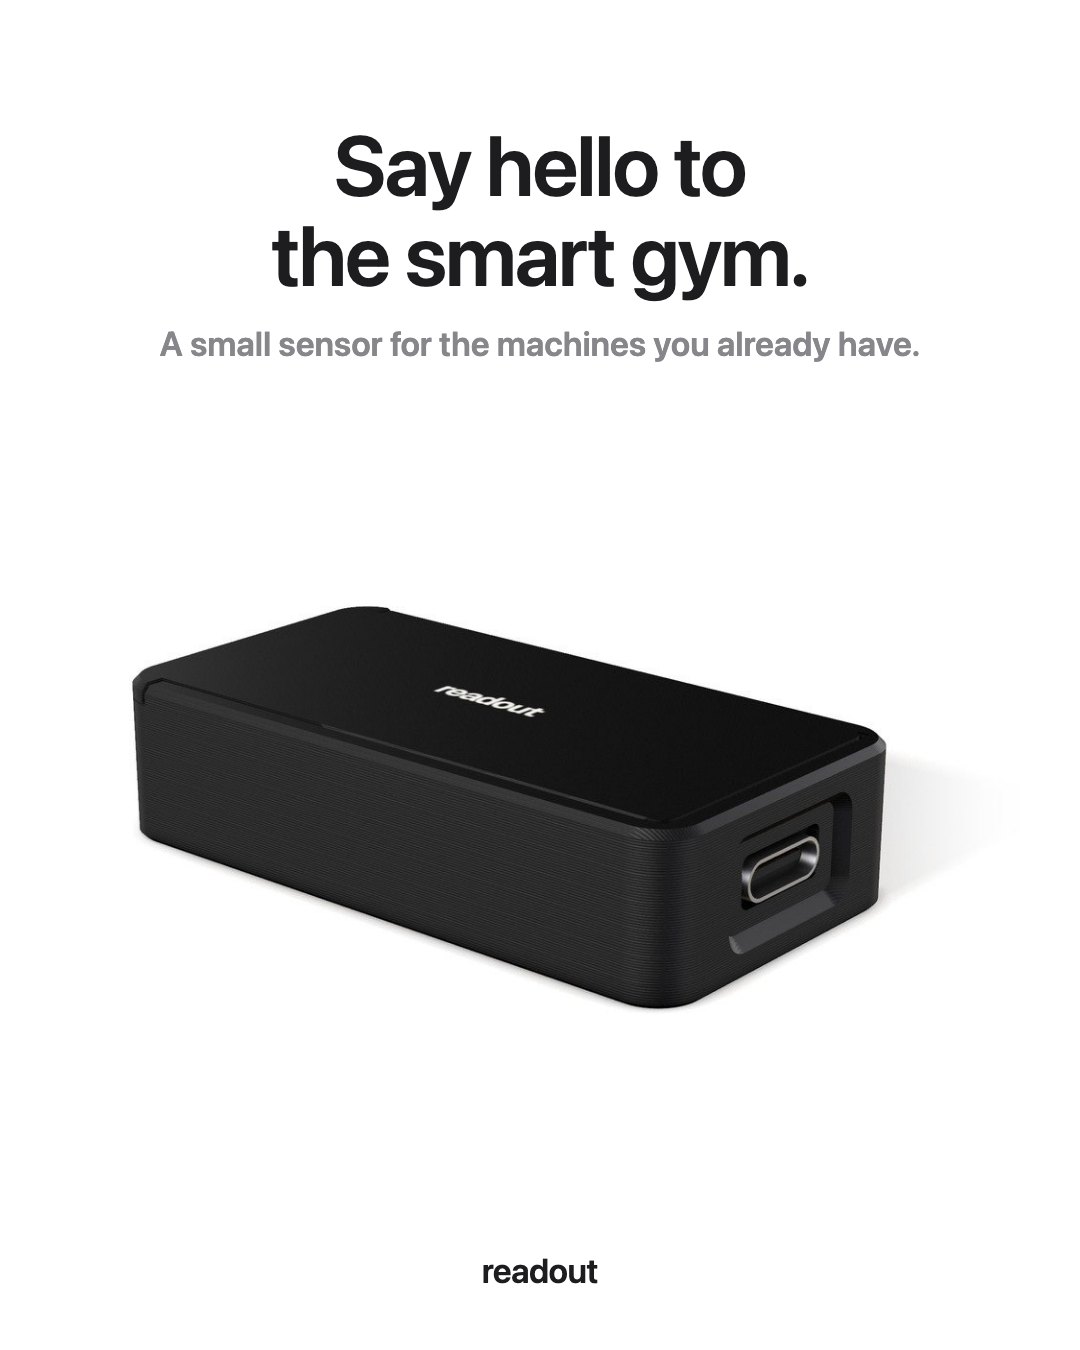 Say hello to
the smart gym.
A small sensor for the machines you already have.
readout
readout